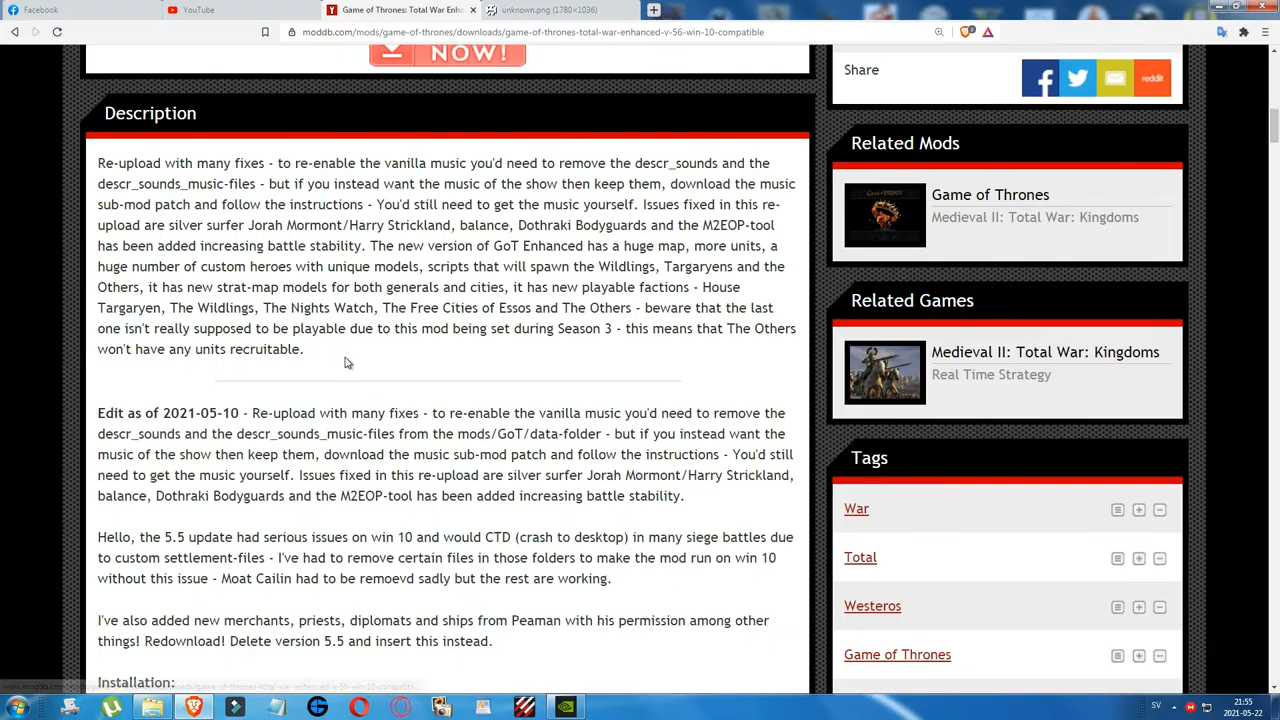 Facebook
YouTube
Game of Thrones: Total War Enha
unknown.png (1780×1036)
moddb.com/mods/game-of-thrones/downloads/game-of-thrones-total-war-enhanced-v-56-win-10-compatible
NOW!
Share
reddit
Description
Re-upload with many fixes - to re-enable the vanilla music you'd need to remove the descr_sounds and the
descr_sounds_music-files - but if you instead want the music of the show then keep them, download the music
sub-mod patch and follow the instructions - You'd still need to get the music yourself. Issues fixed in this re-
upload are silver surfer Jorah Mormont/Harry Strickland, balance, Dothraki Bodyguards and the M2EOP-tool
has been added increasing battle stability. The new version of GoT Enhanced has a huge map, more units, a
huge number of custom heroes with unique models, scripts that will spawn the Wildlings, Targaryens and the
Others, it has new strat-map models for both generals and cities, it has new playable factions - House
Targaryen, The Wildlings, The Nights Watch, The Free Cities of Essos and The Others - beware that the last
one isn't really supposed to be playable due to this mod being set during Season 3 - this means that The Others
won't have any units recruitable.
Edit as of 2021-05-10 - Re-upload with many fixes - to re-enable the vanilla music you'd need to remove the
descr_sounds and the descr_sounds_music-files from the mods/GoT/data-folder - but if you instead want the
music of the show then keep them, download the music sub-mod patch and follow the instructions - You'd still
need to get the music yourself. Issues fixed in this re-upload are silver surfer Jorah Mormont/Harry Strickland,
balance, Dothraki Bodyguards and the M2EOP-tool has been added increasing battle stability.
Hello, the 5.5 update had serious issues on win 10 and would CTD (crash to desktop) in many siege battles due
to custom settlement-files - I've had to remove certain files in those folders to make the mod run on win 10
without this issue - Moat Cailin had to be remoevd sadly but the rest are working.
I've also added new merchants, priests, diplomats and ships from Peaman with his permission among other
things! Redownload! Delete version 5.5 and insert this instead.
Installation:
Related Mods
Game of Thrones
Medieval II: Total War: Kingdoms
Related Games
Medieval II: Total War: Kingdoms
Real Time Strategy
Tags
War
Total
Westeros
Game of Thrones
SV
21:55
2021-05-22